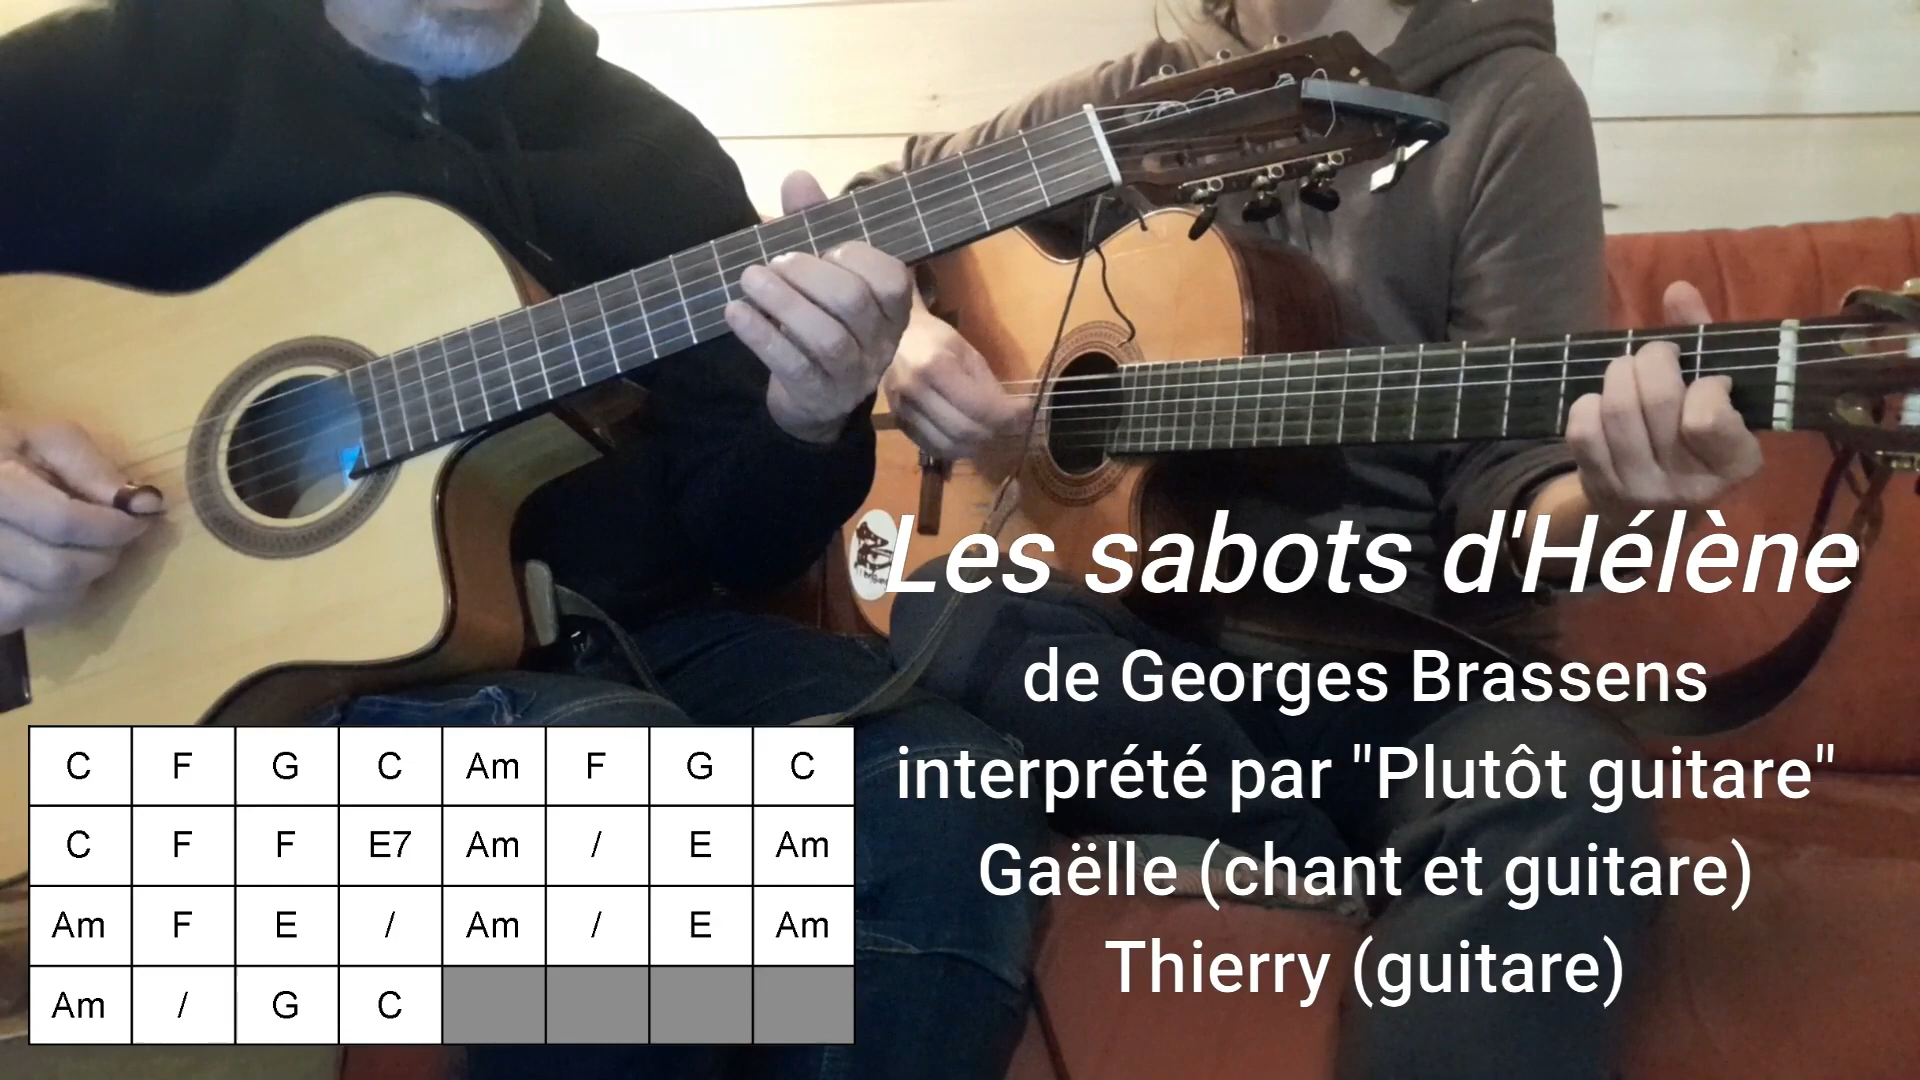 Les sabots d'Hélène
de Georges Brassens
interprété par "Plutôt guitare"
Gaëlle (chant et guitare)
Thierry (guitare)
C F G C Am F G C
C F F E7 Am / E Am
Am F E / Am / E Am
Am / G C